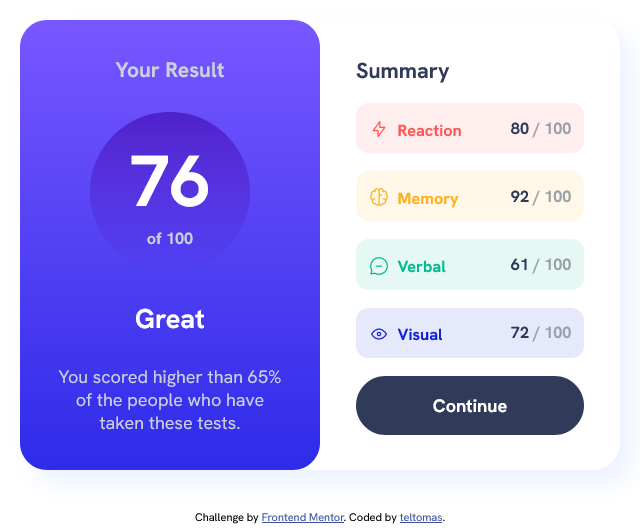 Your Result
76
of 100
Great
You scored higher than 65%
of the people who have
taken these tests.
Summary
Reaction 80 / 100
Memory 92 / 100
Verbal 61 / 100
Visual 72 / 100
Continue
Challenge by Frontend Mentor. Coded by teltomas.